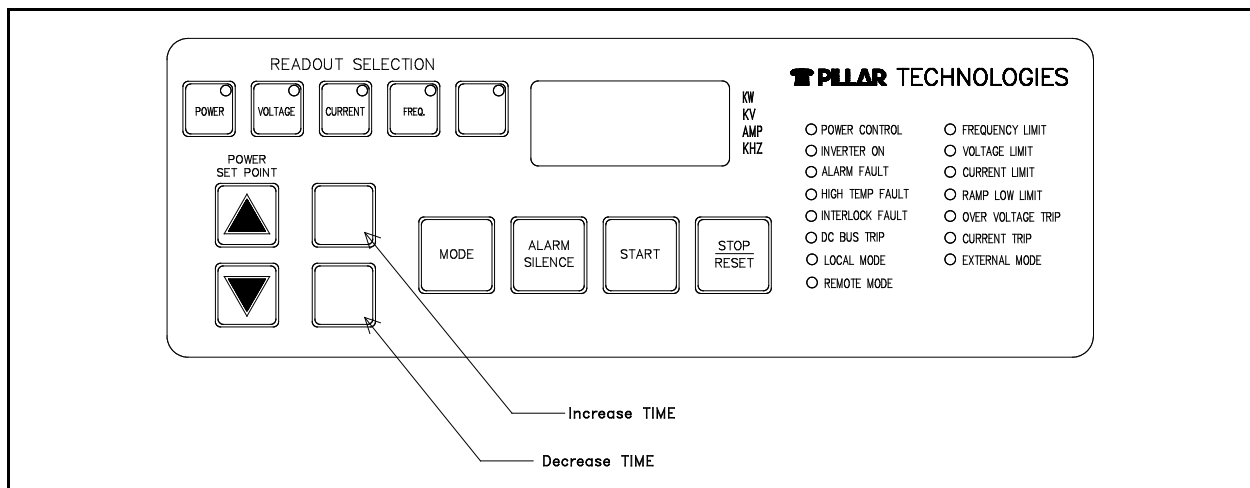 READOUT SELECTION
POWER
VOLTAGE
CURRENT
FREQ.
KW
KV
AMP
KHZ
PILLAR TECHNOLOGIES
POWER
SET POINT
MODE
ALARM
SILENCE
START
STOP
RESET
POWER CONTROL
INVERTER ON
ALARM FAULT
HIGH TEMP FAULT
INTERLOCK FAULT
DC BUS TRIP
LOCAL MODE
REMOTE MODE
FREQUENCY LIMIT
VOLTAGE LIMIT
CURRENT LIMIT
RAMP LOW LIMIT
OVER VOLTAGE TRIP
CURRENT TRIP
EXTERNAL MODE
Increase TIME
Decrease TIME